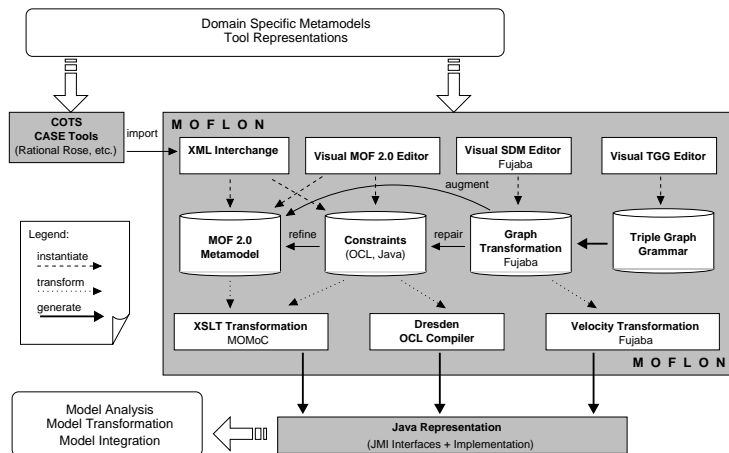 Domain Specific Metamodels
Tool Representations
COTS
CASE Tools
(Rational Rose, etc.)
import
M O F L O N
XML Interchange
Visual MOF 2.0 Editor
Visual SDM Editor
Fujaba
Visual TGG Editor
augment
MOF 2.0
Metamodel
refine
Constraints
(OCL, Java)
repair
Graph
Transformation
Fujaba
Triple Graph
Grammar
Legend:
instantiate
transform
generate
XSLT Transformation
MOMoC
Dresden
OCL Compiler
Velocity Transformation
Fujaba
M O F L O N
Model Analysis
Model Transformation
Model Integration
Java Representation
(JMI Interfaces + Implementation)